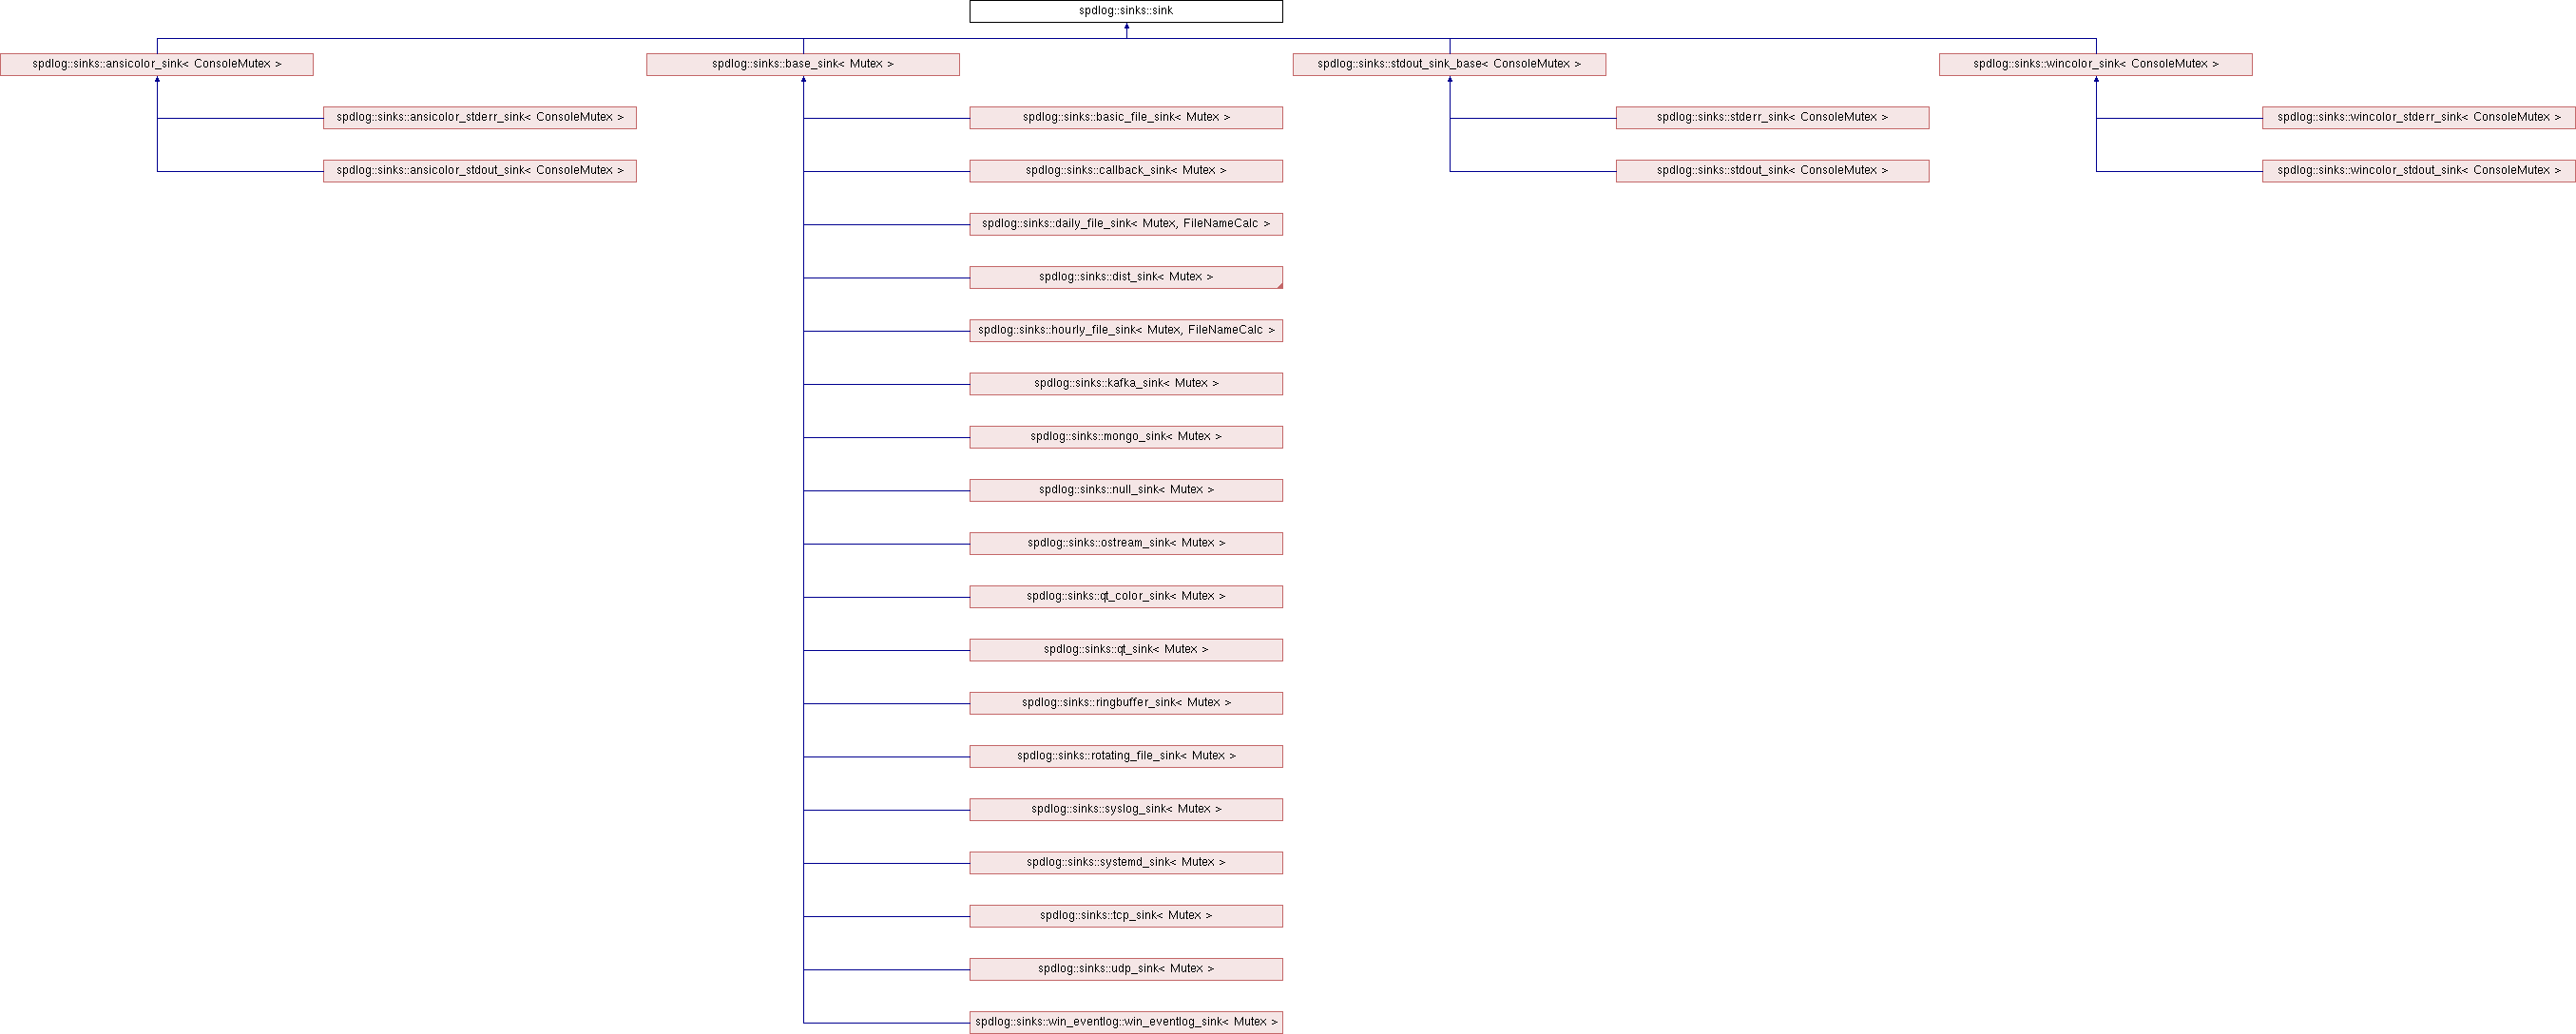 spdlog::sinks::sink
spdlog::sinks::ansicolor_sink< ConsoleMutex >
spdlog::sinks::base_sink< Mutex >
spdlog::sinks::stdout_sink_base< ConsoleMutex >
spdlog::sinks::wincolor_sink< ConsoleMutex >
spdlog::sinks::ansicolor_stderr_sink< ConsoleMutex >
spdlog::sinks::basic_file_sink< Mutex >
spdlog::sinks::stderr_sink< ConsoleMutex >
spdlog::sinks::wincolor_stderr_sink< ConsoleMutex >
spdlog::sinks::ansicolor_stdout_sink< ConsoleMutex >
spdlog::sinks::callback_sink< Mutex >
spdlog::sinks::stdout_sink< ConsoleMutex >
spdlog::sinks::wincolor_stdout_sink< ConsoleMutex >
spdlog::sinks::daily_file_sink< Mutex, FileNameCalc >
spdlog::sinks::dist_sink< Mutex >
spdlog::sinks::hourly_file_sink< Mutex, FileNameCalc >
spdlog::sinks::kafka_sink< Mutex >
spdlog::sinks::mongo_sink< Mutex >
spdlog::sinks::null_sink< Mutex >
spdlog::sinks::ostream_sink< Mutex >
spdlog::sinks::qt_color_sink< Mutex >
spdlog::sinks::qt_sink< Mutex >
spdlog::sinks::ringbuffer_sink< Mutex >
spdlog::sinks::rotating_file_sink< Mutex >
spdlog::sinks::syslog_sink< Mutex >
spdlog::sinks::systemd_sink< Mutex >
spdlog::sinks::tcp_sink< Mutex >
spdlog::sinks::udp_sink< Mutex >
spdlog::sinks::win_eventlog::win_eventlog_sink< Mutex >